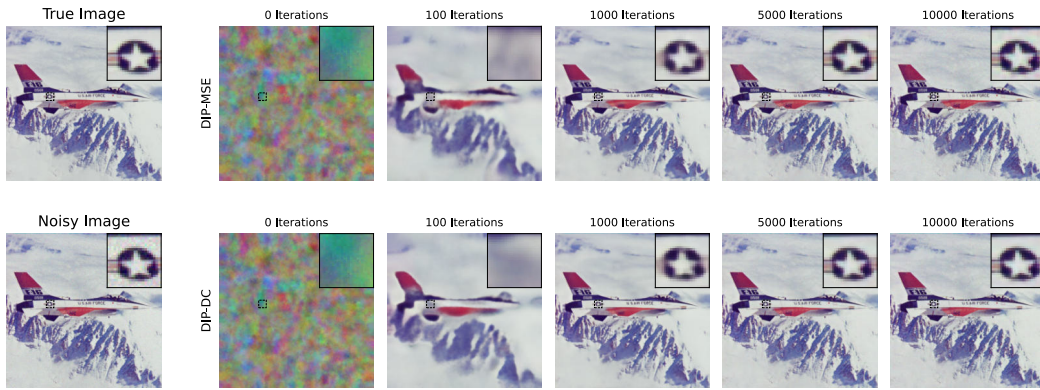 True Image
0 Iterations
100 Iterations
1000 Iterations
5000 Iterations
10000 Iterations
DIP-MSE
Noisy Image
0 Iterations
100 Iterations
1000 Iterations
5000 Iterations
10000 Iterations
DIP-DC